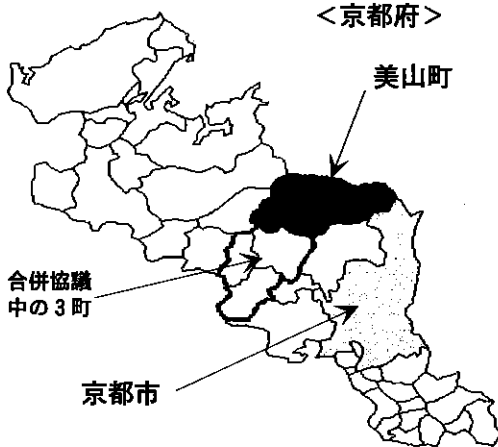 ＜京都府＞
美山町
合併協議
中の３町
京都市